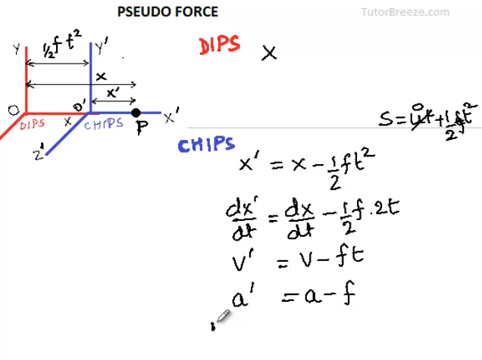 PSEUDO FORCE
TutorBreeze.com
Y Y'
½ft²
x
x'
O O'
DIPS X CHIPS P X'
Z'
DIPS x
S = ut + ½ft²
0
CHIPS
x' = x - ½ft²
dx'/dt = dx/dt - ½f.2t
v' = v - ft
a' = a - f